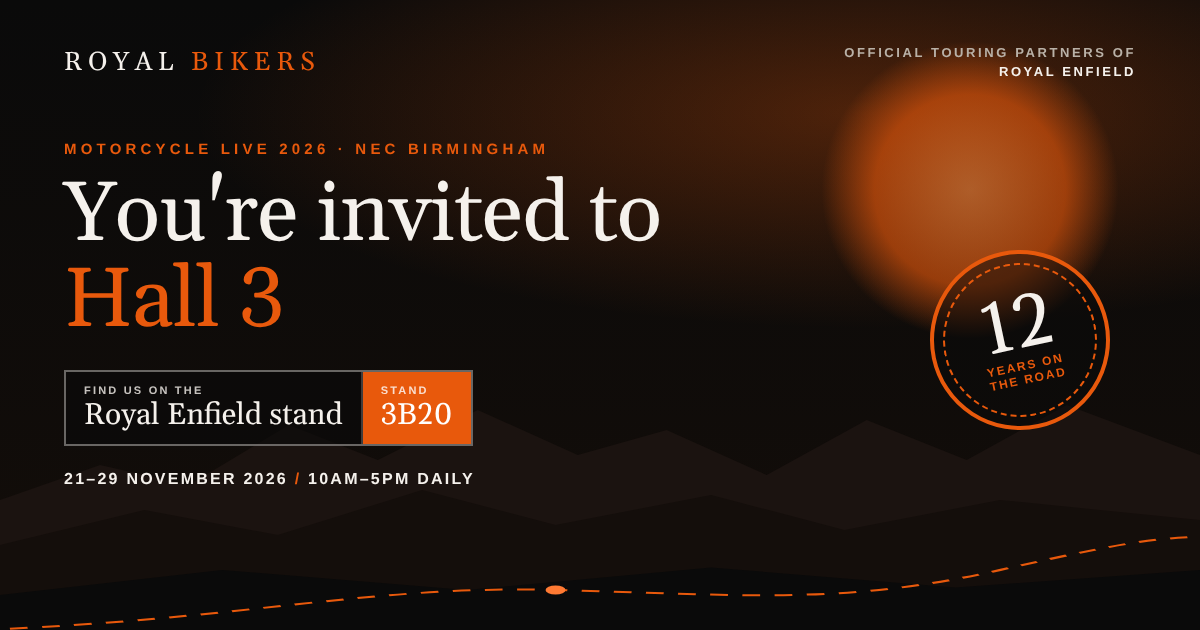 ROYAL BIKERS
OFFICIAL TOURING PARTNERS OF
ROYAL ENFIELD
MOTORCYCLE LIVE 2026 · NEC BIRMINGHAM
You're invited to
Hall 3
FIND US ON THE
Royal Enfield stand
STAND
3B20
12
YEARS ON
THE ROAD
21–29 NOVEMBER 2026 / 10AM–5PM DAILY